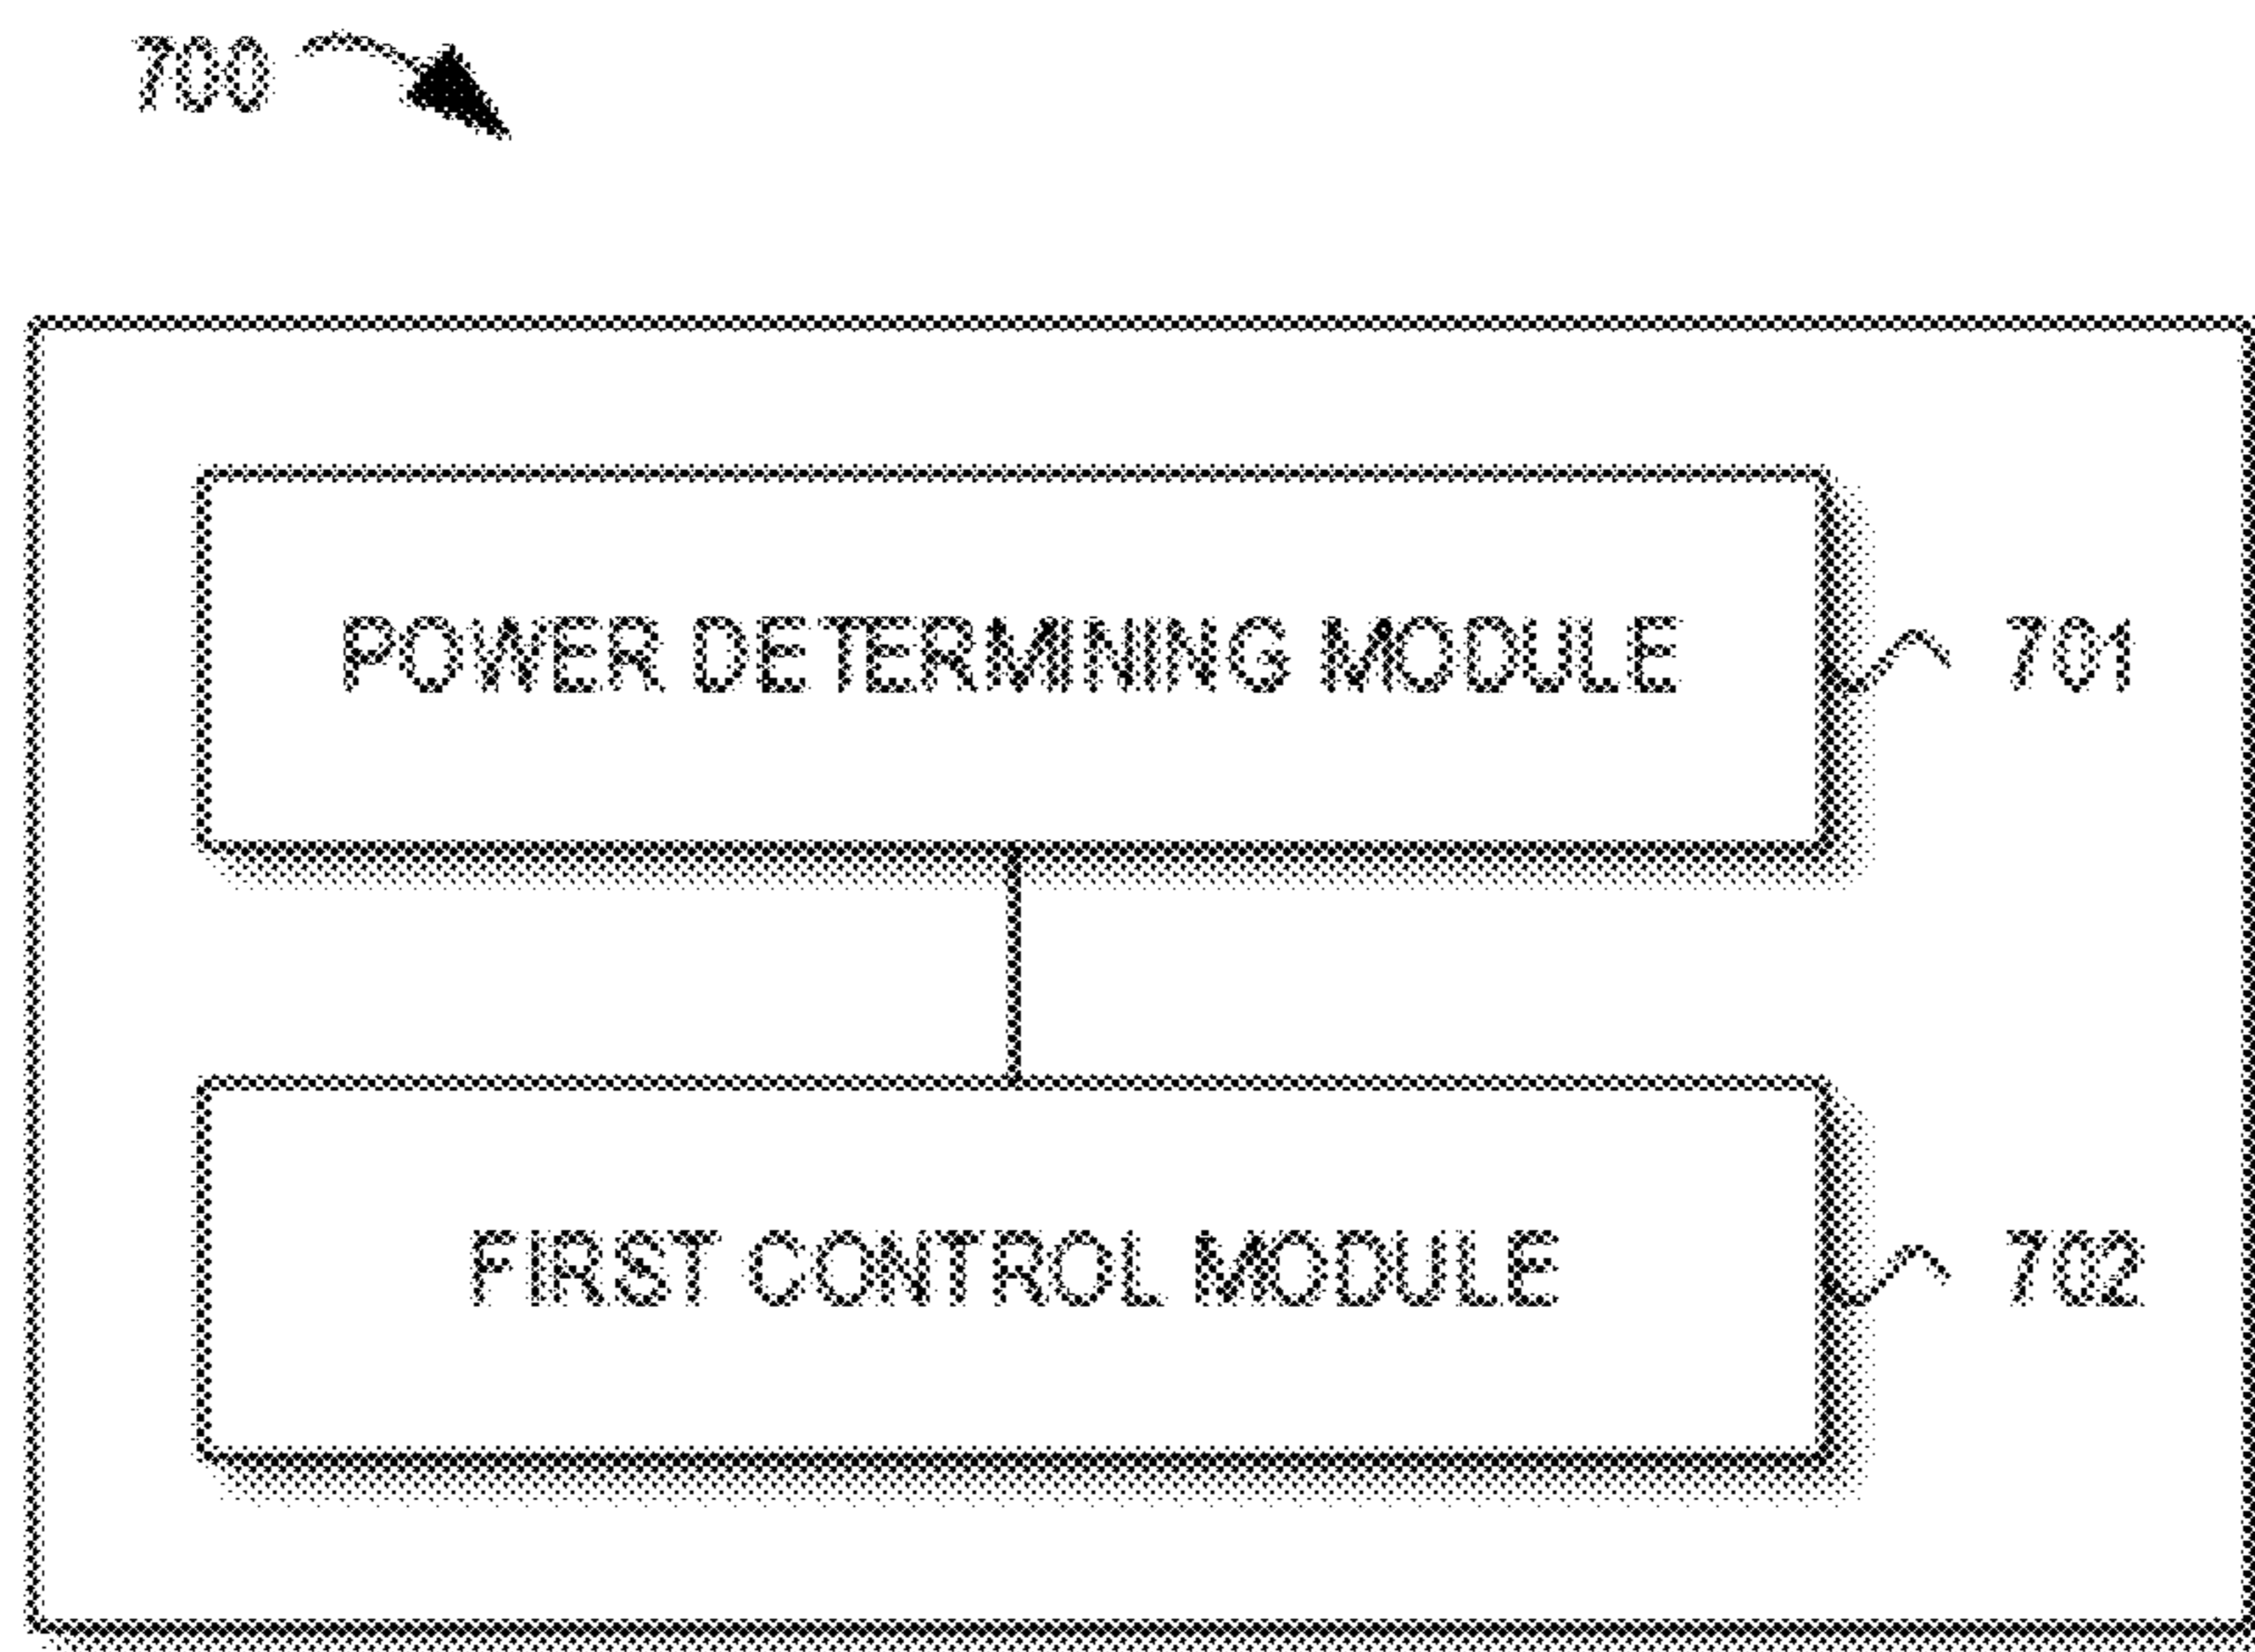 700
POWER DETERMINING MODULE 701
FIRST CONTROL MODULE 702